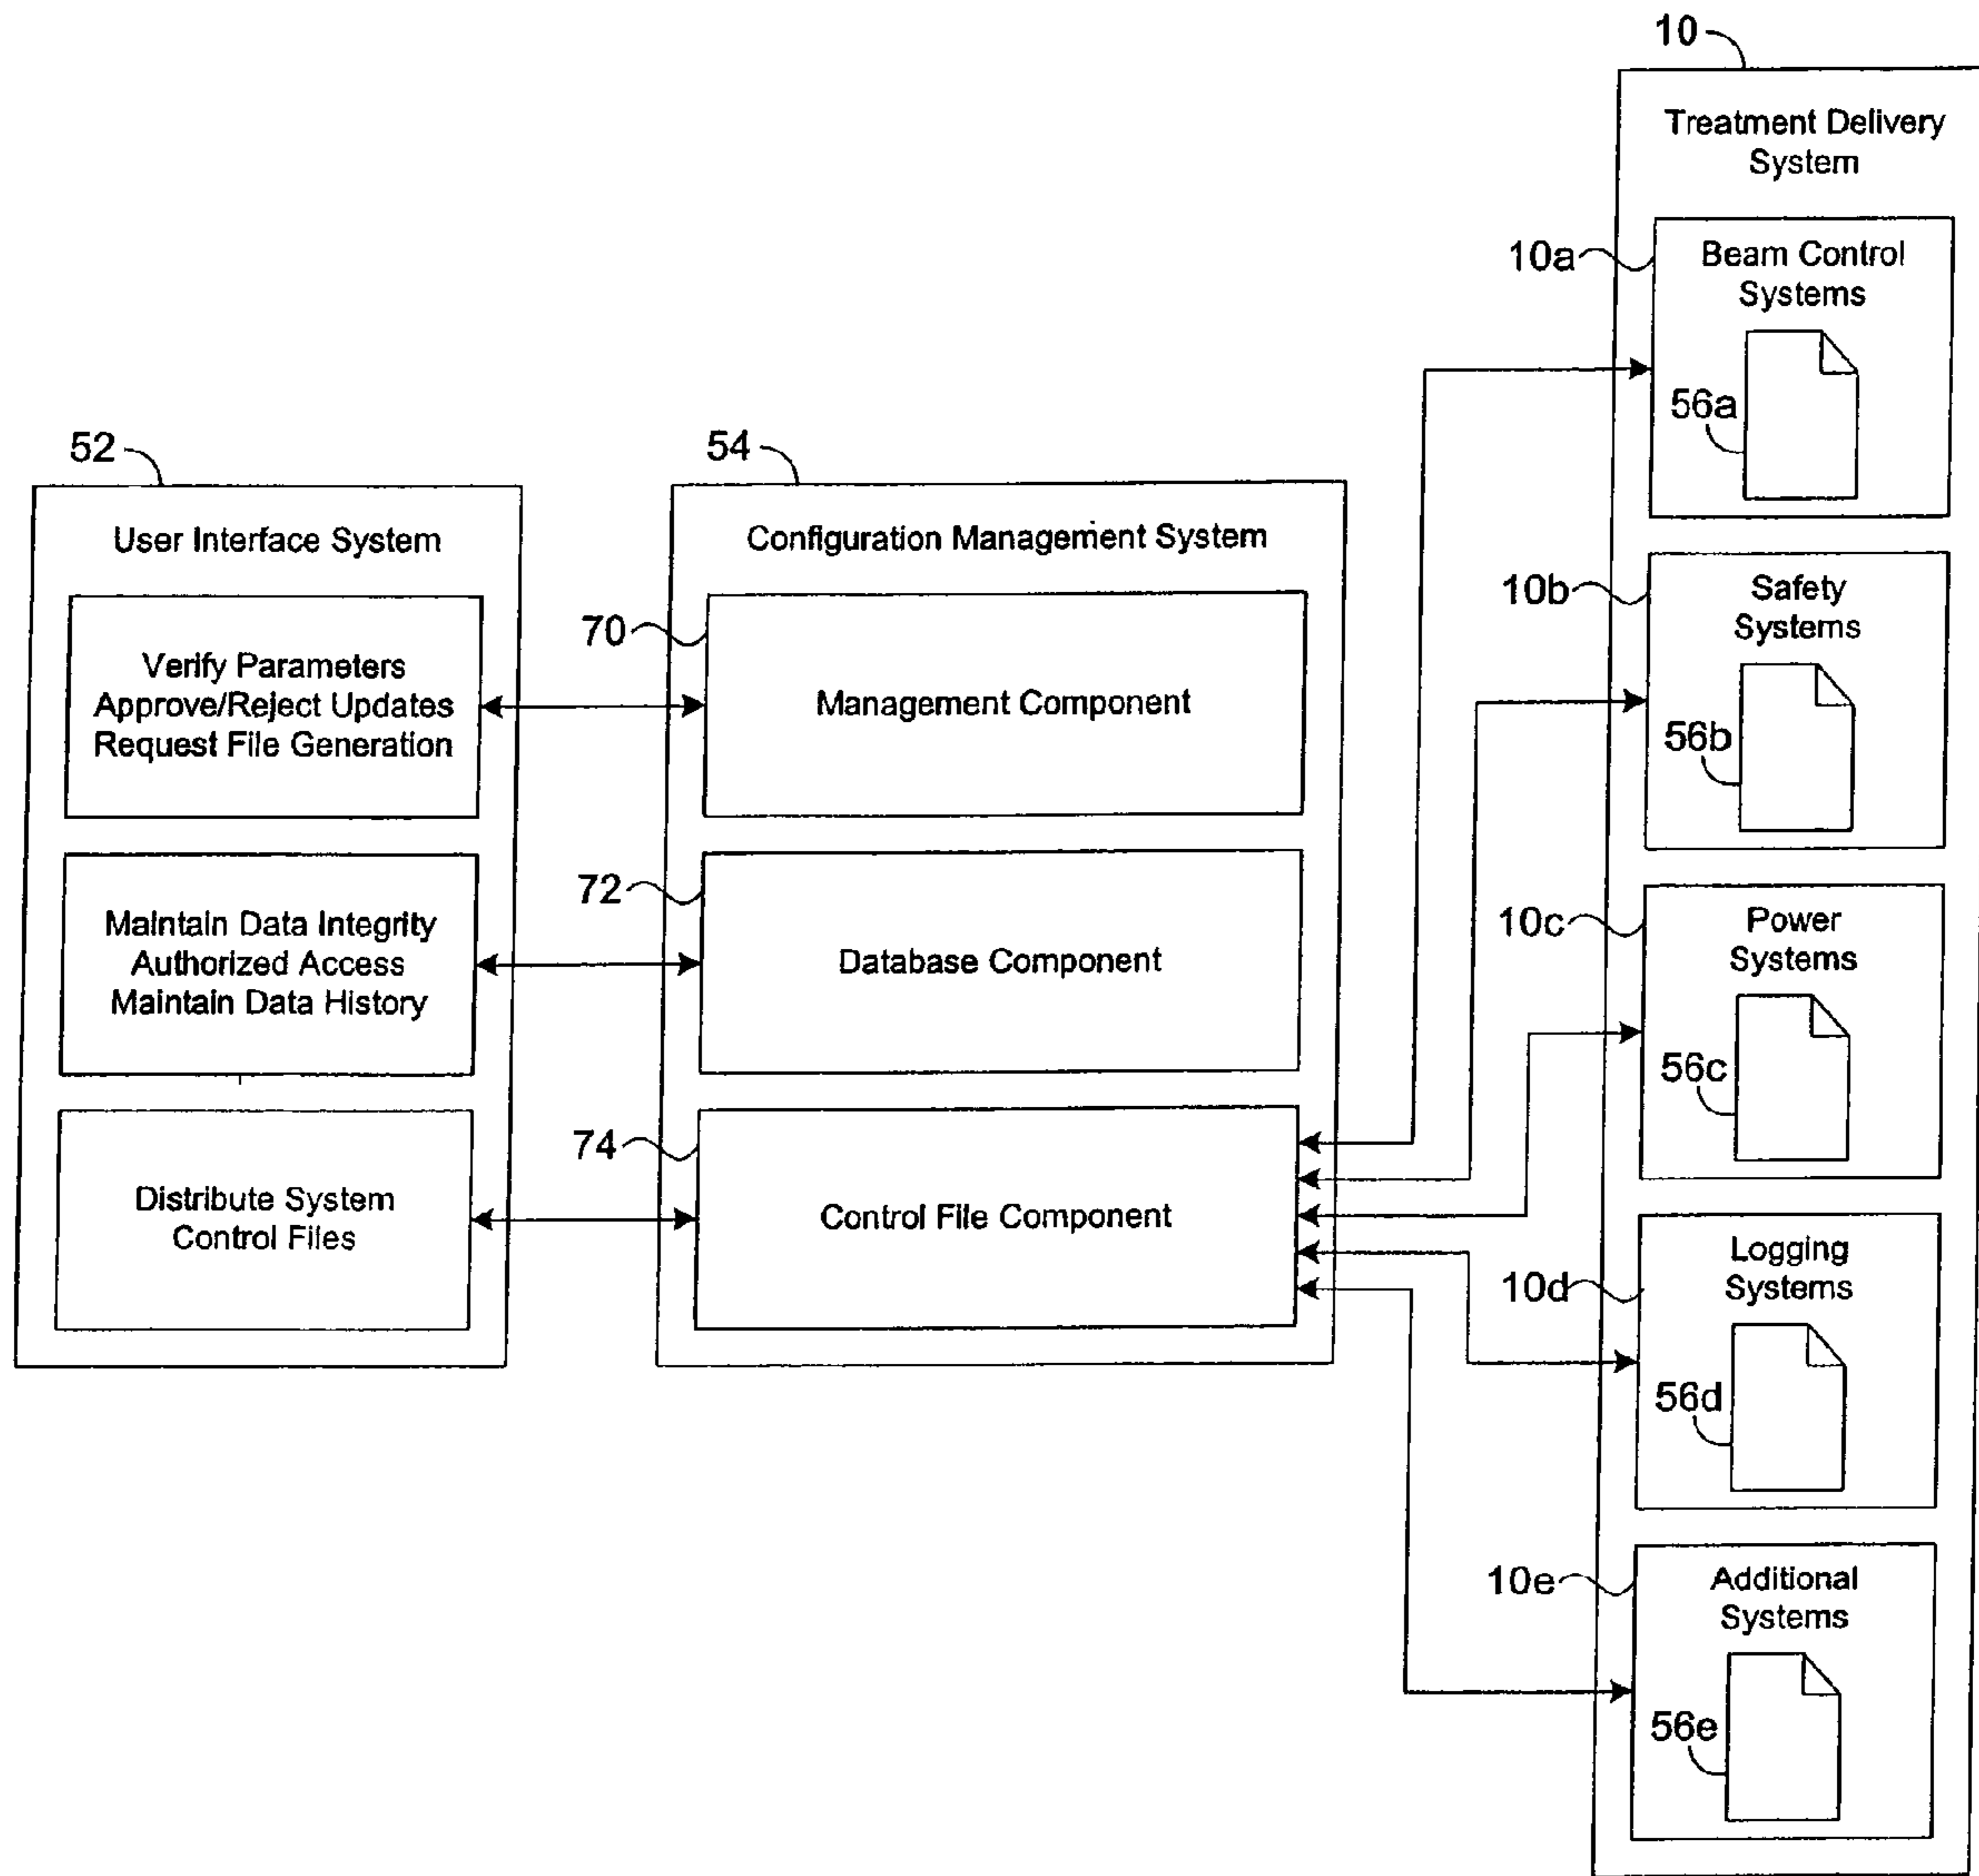 10
Treatment Delivery
System
10a
Beam Control
Systems
56a
52
54
User Interface System
Configuration Management System
10b
Safety
Systems
56b
Verify Parameters
Approve/Reject Updates
Request File Generation
70
Management Component
10c
Power
Systems
56c
Maintain Data Integrity
Authorized Access
Maintain Data History
72
Database Component
Distribute System
Control Files
74
Control File Component
10d
Logging
Systems
56d
10e
Additional
Systems
56e